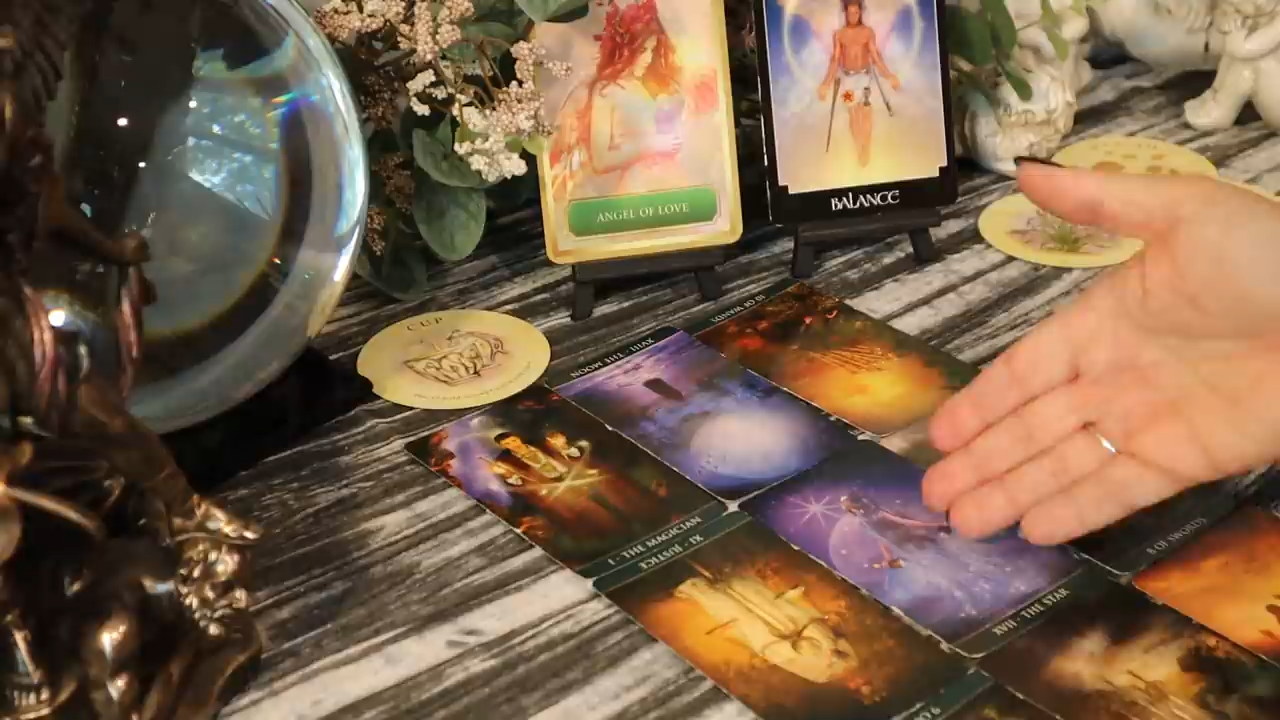 ANGEL OF LOVE
BALANCE
CUP
10 OF WANDS
XVIII - THE MOON
I - THE MAGICIAN
XI - JUSTICE
8 OF SWORDS
XVII - THE STAR